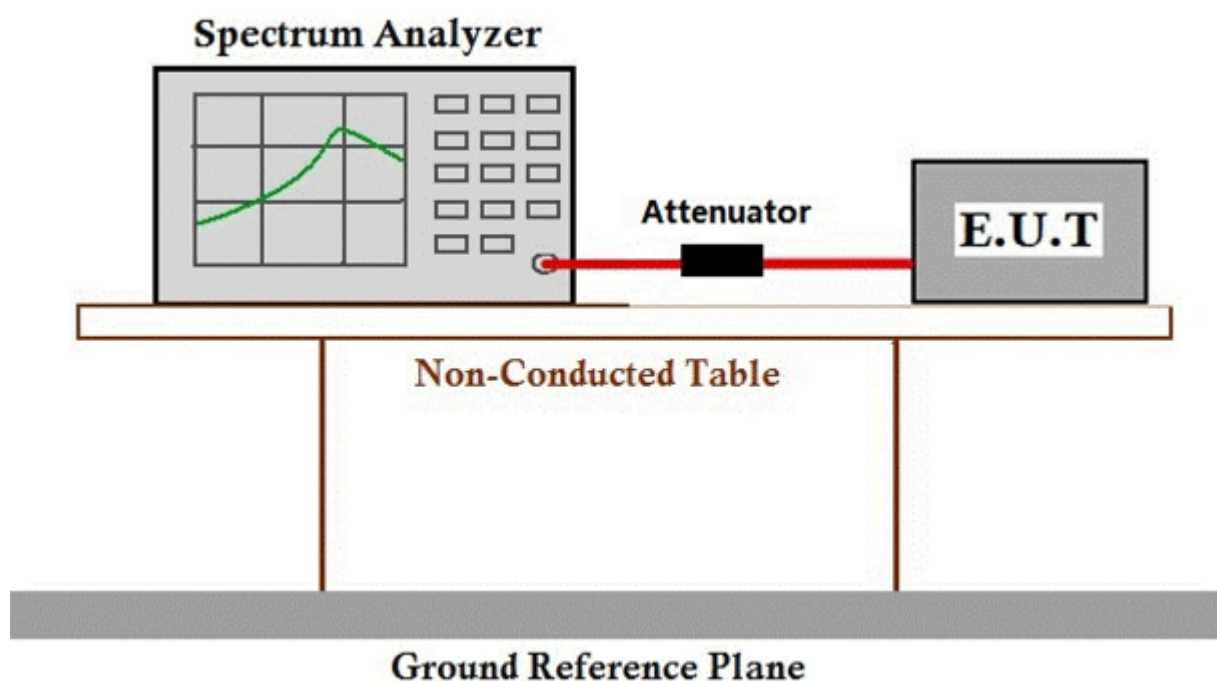 Spectrum Analyzer
Attenuator
E.U.T
Non-Conducted Table
Ground Reference Plane